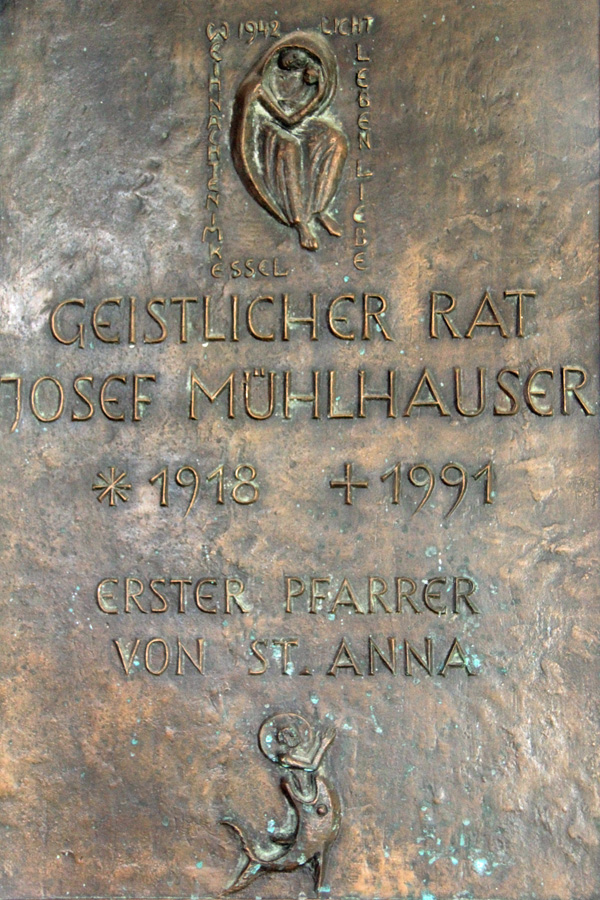 1942 WEIHNACHTEN IM KESSEL
LICHT LEBEN LIEBE
GEISTLICHER RAT
JOSEF MÜHLHAUSER
* 1918 + 1991
ERSTER PFARRER
VON ST. ANNA